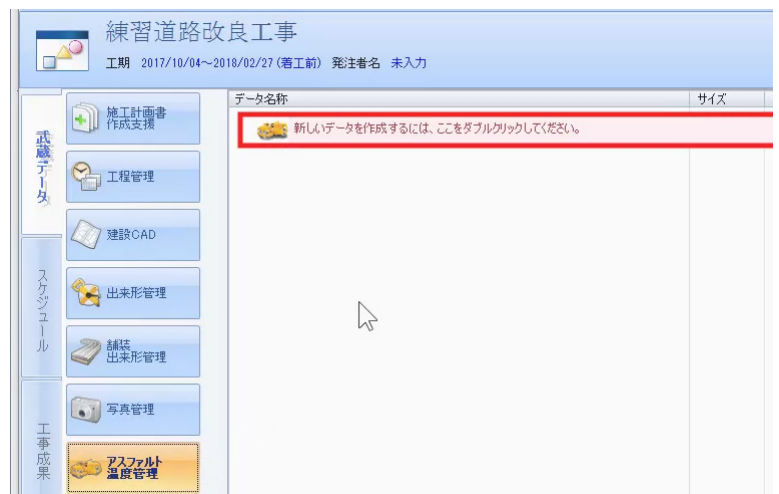 練習道路改良工事
工期 2017/10/04～2018/02/27(着工前) 発注者名 未入力
データ名称
サイズ
武蔵データ
スケジュール
工事成果
施工計画書
作成支援
工程管理
建設CAD
出来形管理
舗装
出来形管理
写真管理
アスファルト
温度管理
新しいデータを作成するには、ここをダブルクリックしてください。